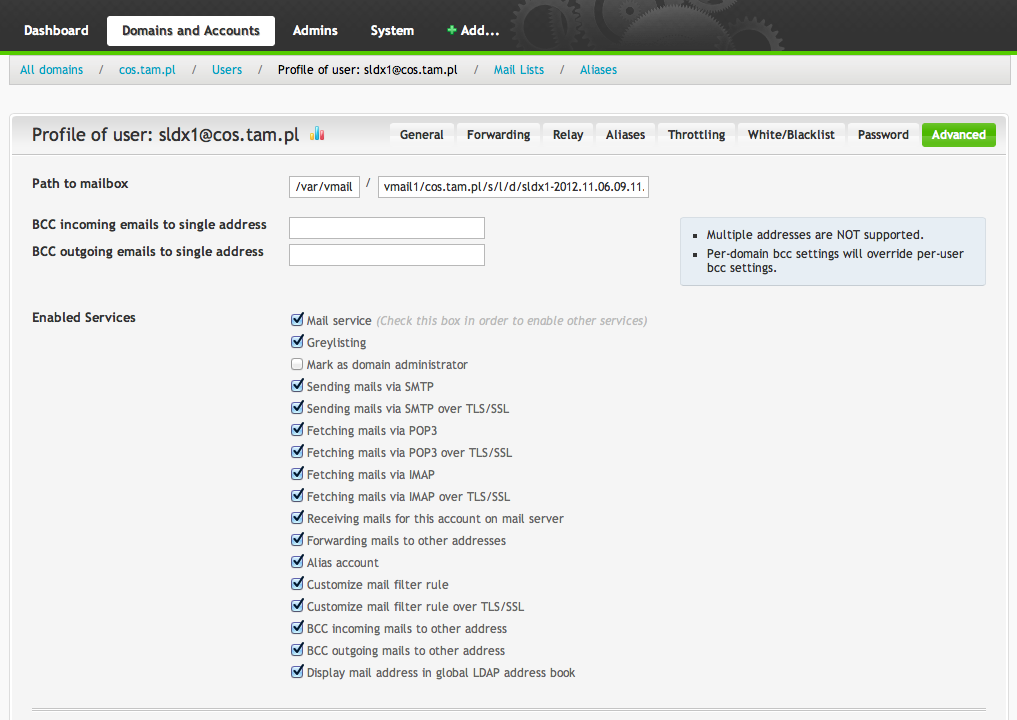 Dashboard Domains and Accounts Admins System + Add...
All domains / cos.tam.pl / Users / Profile of user: sldx1@cos.tam.pl / Mail Lists / Aliases
Profile of user: sldx1@cos.tam.pl General Forwarding Relay Aliases Throttling White/Blacklist Password Advanced
Path to mailbox /var/vmail / vmail1/cos.tam.pl/s/l/d/sldx1-2012.11.06.09.11.
BCC incoming emails to single address
BCC outgoing emails to single address
Multiple addresses are NOT supported.
Per-domain bcc settings will override per-user
bcc settings.
Enabled Services
Mail service (Check this box in order to enable other services)
Greylisting
Mark as domain administrator
Sending mails via SMTP
Sending mails via SMTP over TLS/SSL
Fetching mails via POP3
Fetching mails via POP3 over TLS/SSL
Fetching mails via IMAP
Fetching mails via IMAP over TLS/SSL
Receiving mails for this account on mail server
Forwarding mails to other addresses
Alias account
Customize mail filter rule
Customize mail filter rule over TLS/SSL
BCC incoming mails to other address
BCC outgoing mails to other address
Display mail address in global LDAP address book